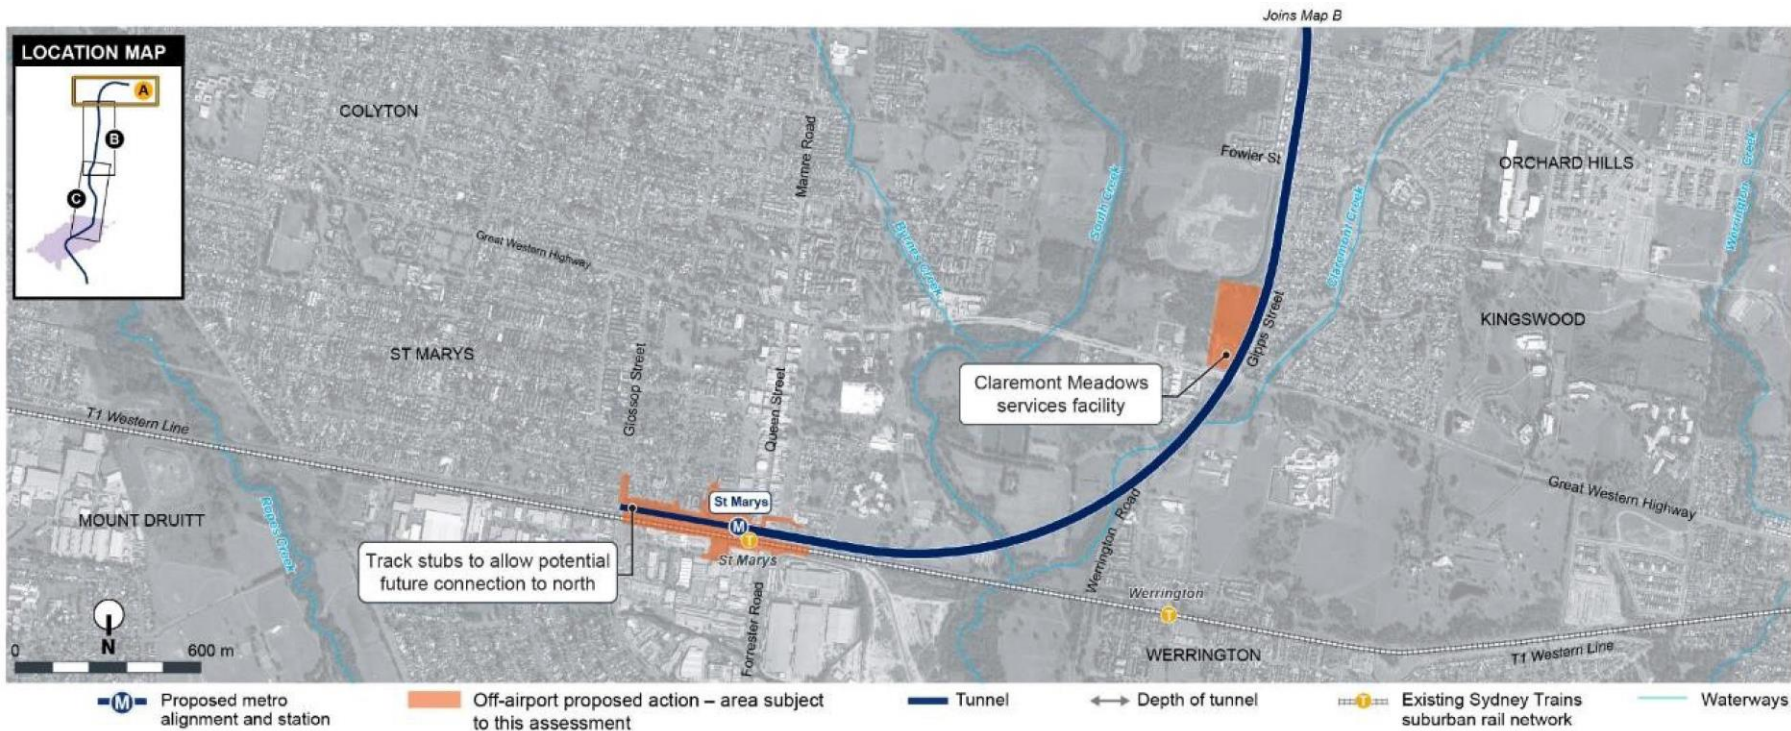 Joins Map B
LOCATION MAP
A
B
C
COLYTON
Mamre Road
Byrnes Creek
South Creek
Fowler St
Claremont Creek
ORCHARD HILLS
Werrington Creek
Great Western Highway
ST MARYS
Glossop Street
Queen Street
Gipps Street
KINGSWOOD
Claremont Meadows
services facility
T1 Western Line
MOUNT DRUITT
Ropes Creek
St Marys
M
T
St Marys
Track stubs to allow potential
future connection to north
Forrester Road
Werrington Road
Werrington
T
WERRINGTON
Great Western Highway
T1 Western Line
N
0 600 m
M
Proposed metro
alignment and station
Off-airport proposed action – area subject
to this assessment
Tunnel
Depth of tunnel
T
Existing Sydney Trains
suburban rail network
Waterways